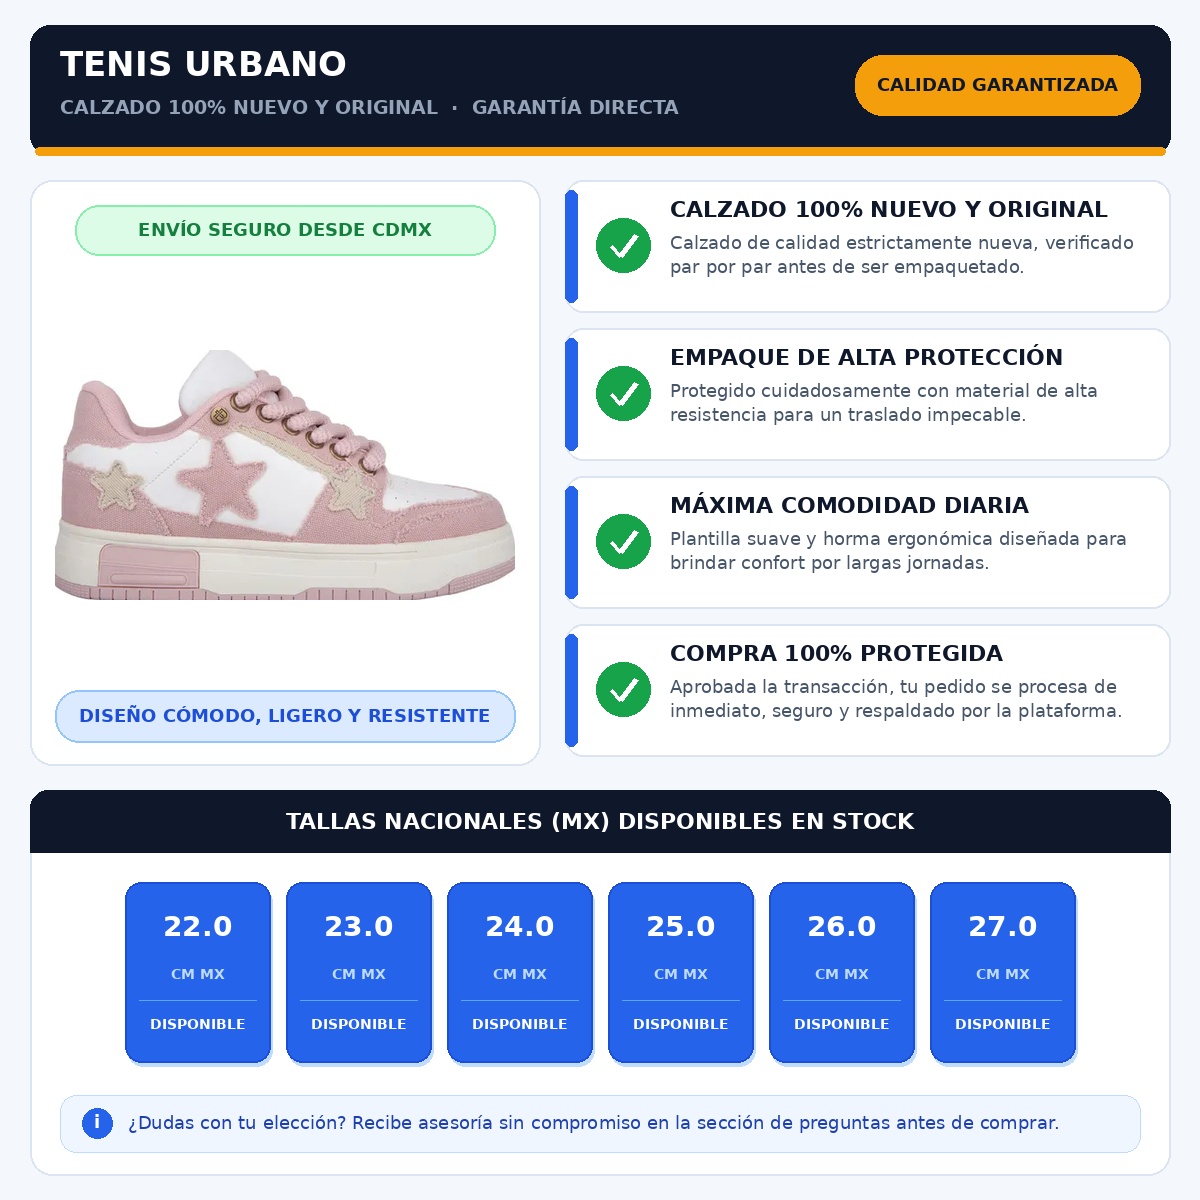 TENIS URBANO
CALZADO 100% NUEVO Y ORIGINAL · GARANTÍA DIRECTA
CALIDAD GARANTIZADA
ENVÍO SEGURO DESDE CDMX
DISEÑO CÓMODO, LIGERO Y RESISTENTE
CALZADO 100% NUEVO Y ORIGINAL
Calzado de calidad estrictamente nueva, verificado
par por par antes de ser empaquetado.
EMPAQUE DE ALTA PROTECCIÓN
Protegido cuidadosamente con material de alta
resistencia para un traslado impecable.
MÁXIMA COMODIDAD DIARIA
Plantilla suave y horma ergonómica diseñada para
brindar confort por largas jornadas.
COMPRA 100% PROTEGIDA
Aprobada la transacción, tu pedido se procesa de
inmediato, seguro y respaldado por la plataforma.
TALLAS NACIONALES (MX) DISPONIBLES EN STOCK
22.0
CM MX
DISPONIBLE
23.0
CM MX
DISPONIBLE
24.0
CM MX
DISPONIBLE
25.0
CM MX
DISPONIBLE
26.0
CM MX
DISPONIBLE
27.0
CM MX
DISPONIBLE
i
¿Dudas con tu elección? Recibe asesoría sin compromiso en la sección de preguntas antes de comprar.